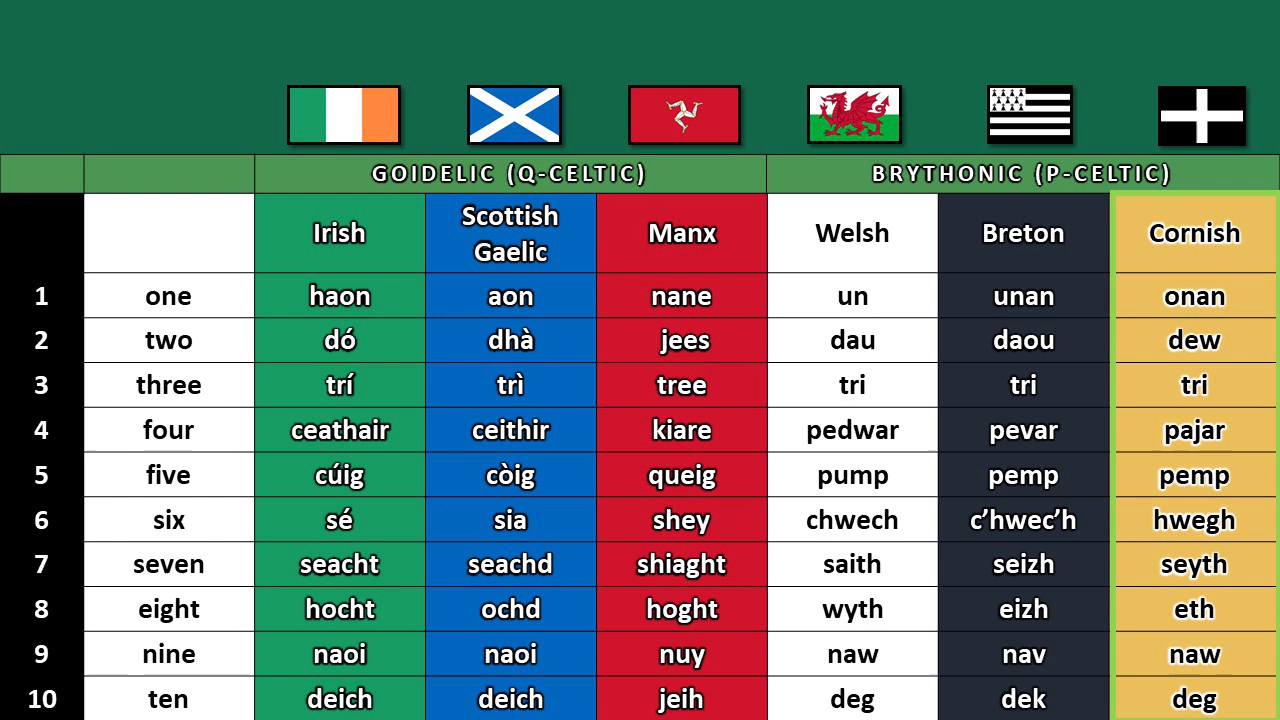 GOIDELIC (Q-CELTIC) BRYTHONIC (P-CELTIC)
Irish Scottish Gaelic Manx Welsh Breton Cornish
1 one haon aon nane un unan onan
2 two dó dhà jees dau daou dew
3 three trí trì tree tri tri tri
4 four ceathair ceithir kiare pedwar pevar pajar
5 five cúig còig queig pump pemp pemp
6 six sé sia shey chwech c’hwec’h hwegh
7 seven seacht seachd shiaght saith seizh seyth
8 eight hocht ochd hoght wyth eizh eth
9 nine naoi naoi nuy naw nav naw
10 ten deich deich jeih deg dek deg